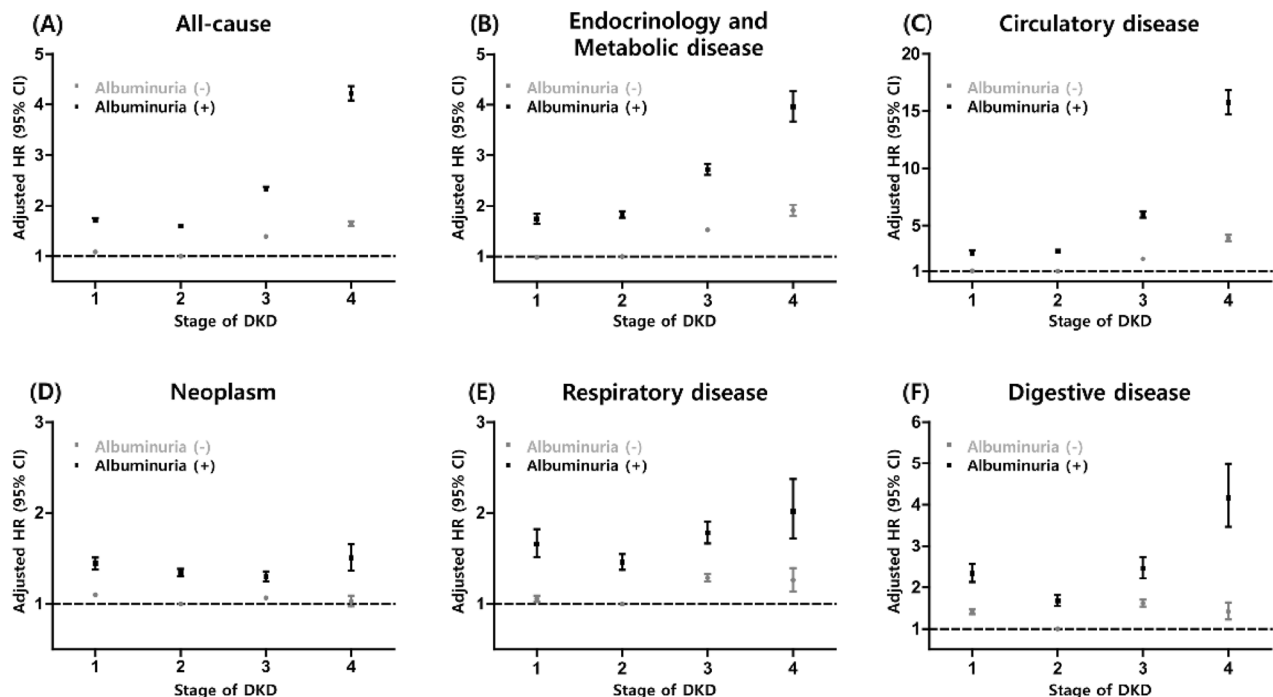 (A) All-cause
Adjusted HR (95% CI)
5
4
3
2
1
Albuminuria (-)
Albuminuria (+)
1 2 3 4
Stage of DKD
(B) Endocrinology and
Metabolic disease
Adjusted HR (95% CI)
5
4
3
2
1
Albuminuria (-)
Albuminuria (+)
1 2 3 4
Stage of DKD
(C) Circulatory disease
Adjusted HR (95% CI)
20
15
10
5
1
Albuminuria (-)
Albuminuria (+)
1 2 3 4
Stage of DKD
(D) Neoplasm
Adjusted HR (95% CI)
3
2
1
Albuminuria (-)
Albuminuria (+)
1 2 3 4
Stage of DKD
(E) Respiratory disease
Adjusted HR (95% CI)
3
2
1
Albuminuria (-)
Albuminuria (+)
1 2 3 4
Stage of DKD
(F) Digestive disease
Adjusted HR (95% CI)
6
5
4
3
2
1
Albuminuria (-)
Albuminuria (+)
1 2 3 4
Stage of DKD